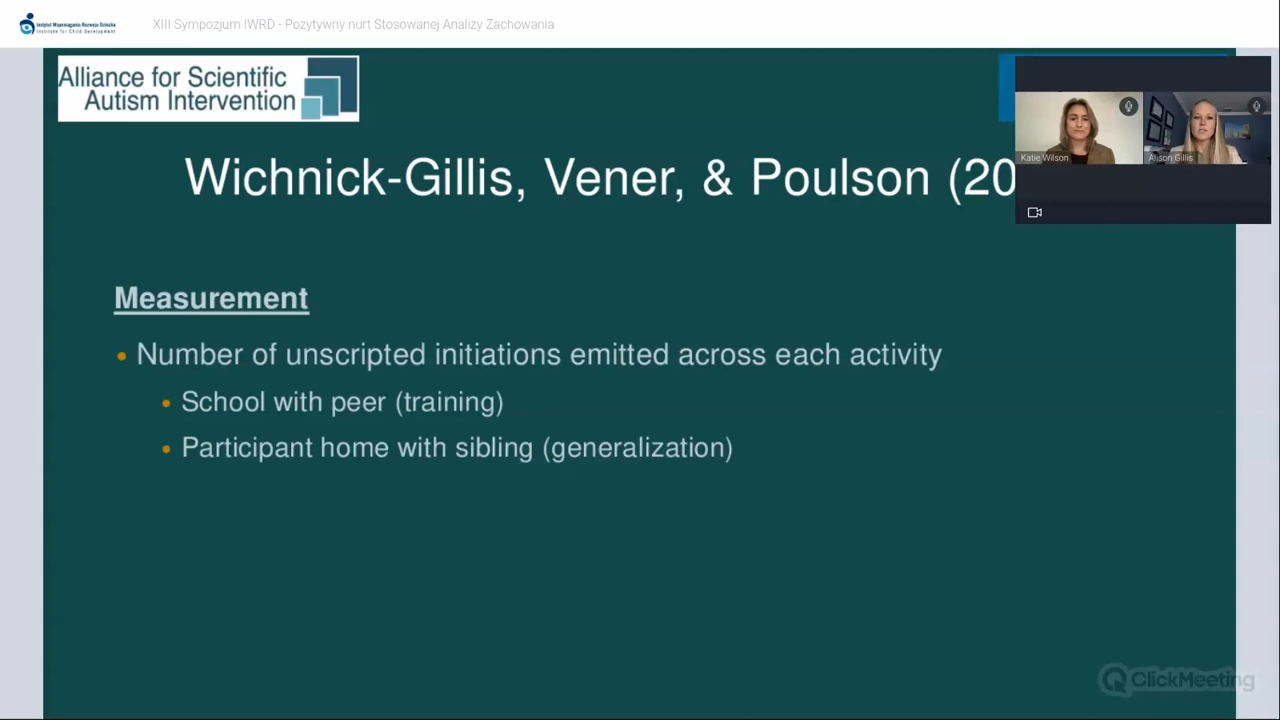 Instytut Wspomagania Rozwoju Dziecka
Institute for Child Development
XIII Sympozjum IWRD - Pozytywny nurt Stosowanej Analizy Zachowania
Alliance for Scientific
Autism Intervention
Katie Wilson
Alison Gillis
Wichnick-Gillis, Vener, & Poulson (20
Measurement
• Number of unscripted initiations emitted across each activity
• School with peer (training)
• Participant home with sibling (generalization)
ClickMeeting